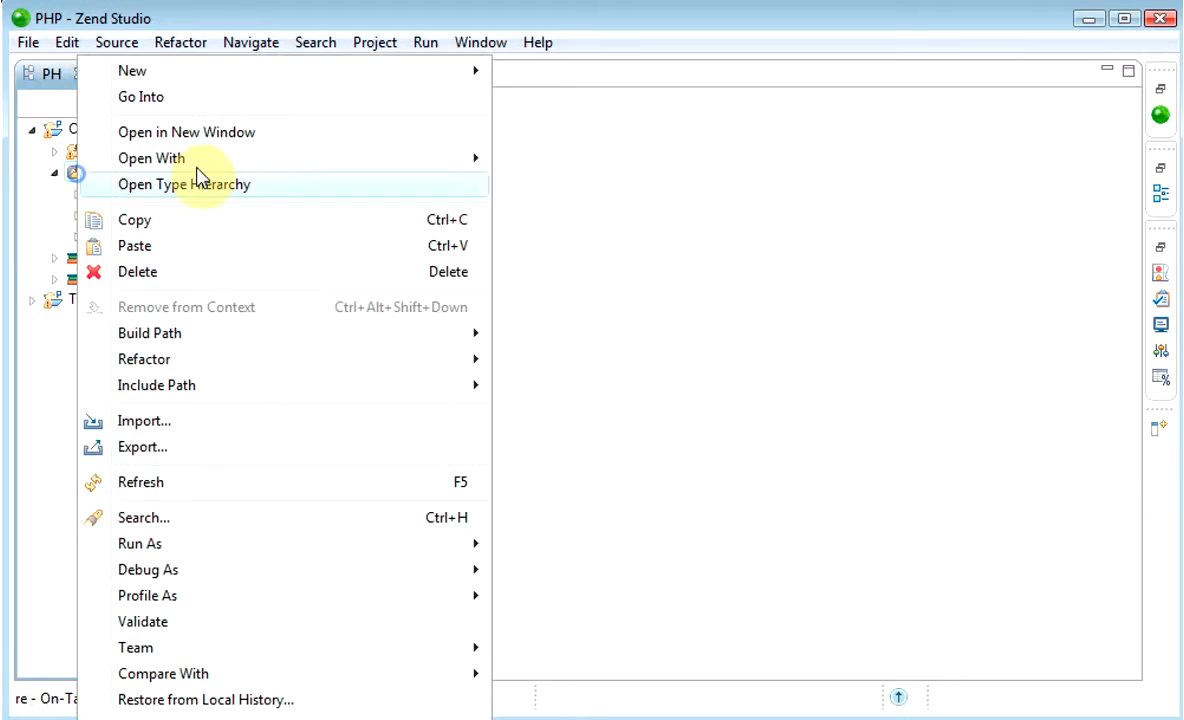 PHP - Zend Studio
File Edit Source Refactor Navigate Search Project Run Window Help
PH
New
Go Into
Open in New Window
Open With
Open Type Hierarchy
Copy Ctrl+C
Paste Ctrl+V
Delete Delete
Remove from Context Ctrl+Alt+Shift+Down
Build Path
Refactor
Include Path
Import...
Export...
Refresh F5
Search... Ctrl+H
Run As
Debug As
Profile As
Validate
Team
Compare With
Restore from Local History...
re - On-Ta